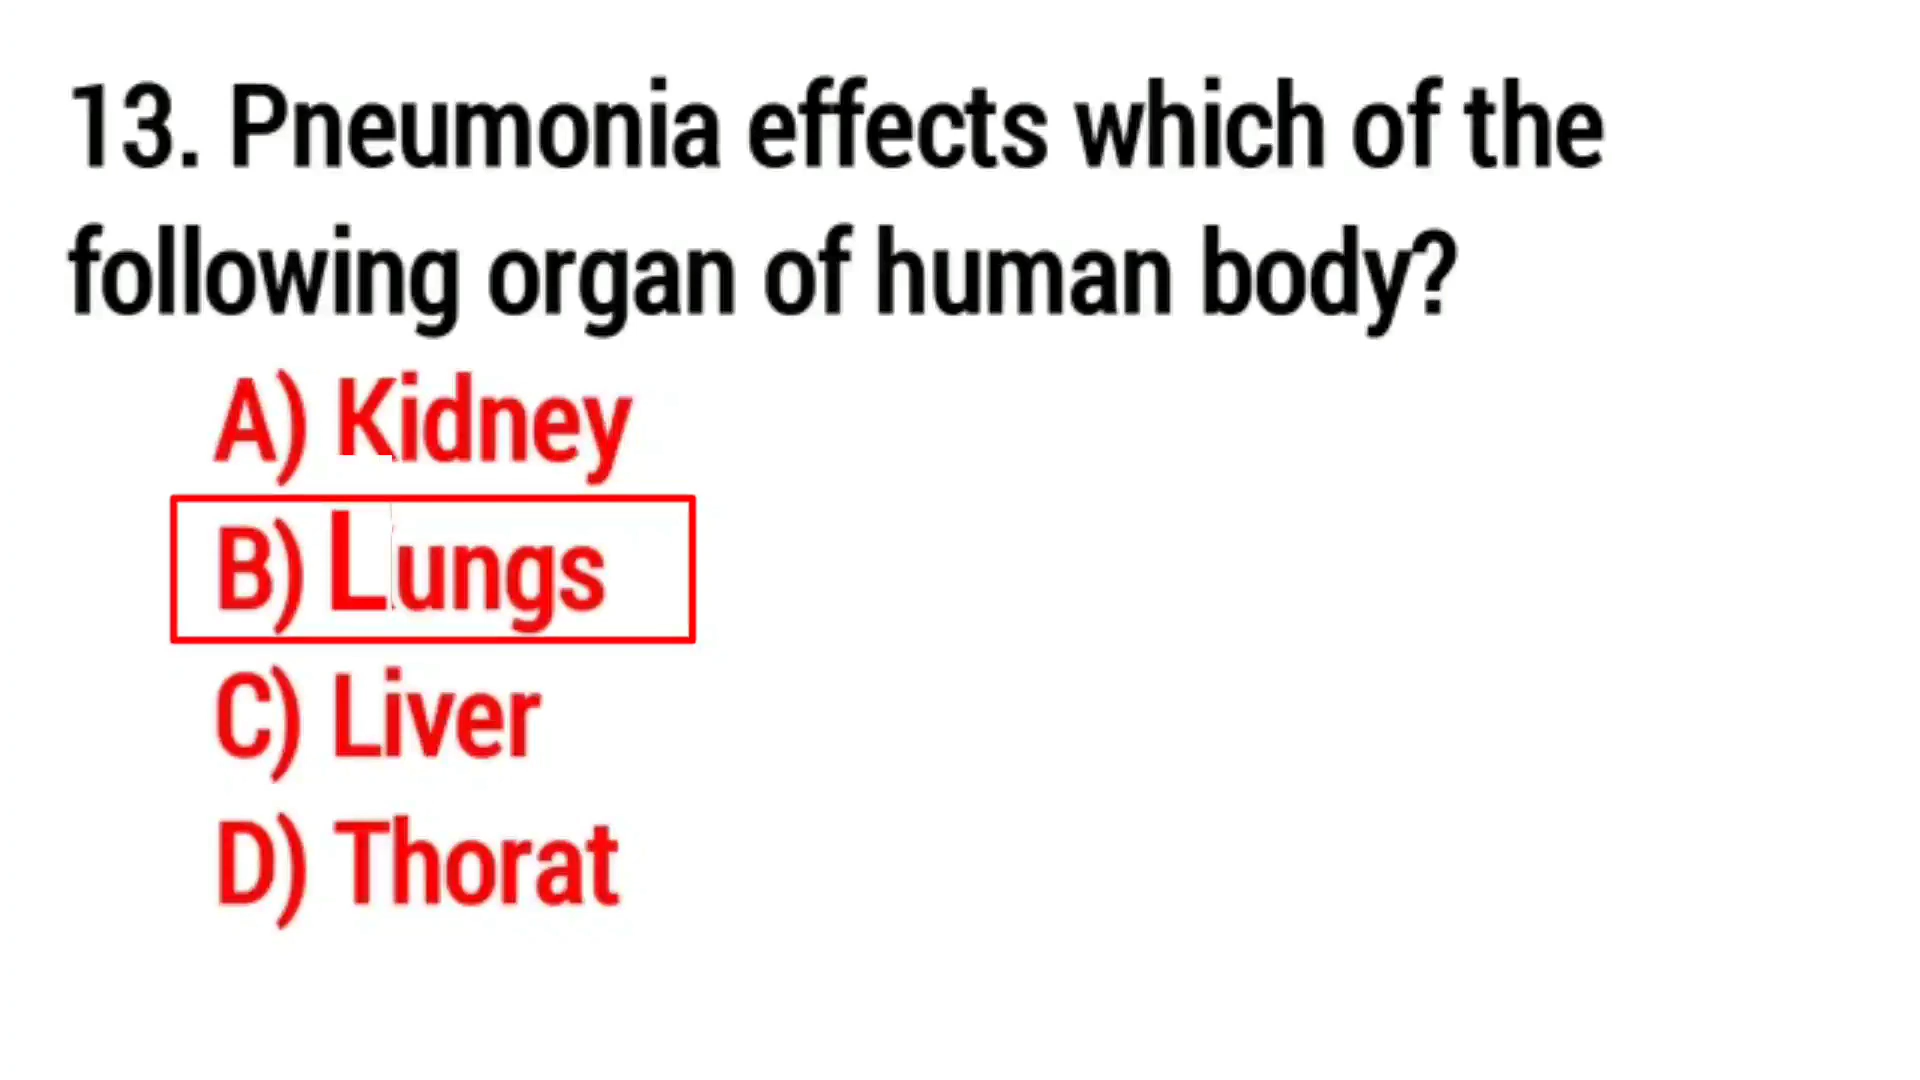 13. Pneumonia effects which of the
following organ of human body?
A) Kidney
B) Lungs
C) Liver
D) Thorat